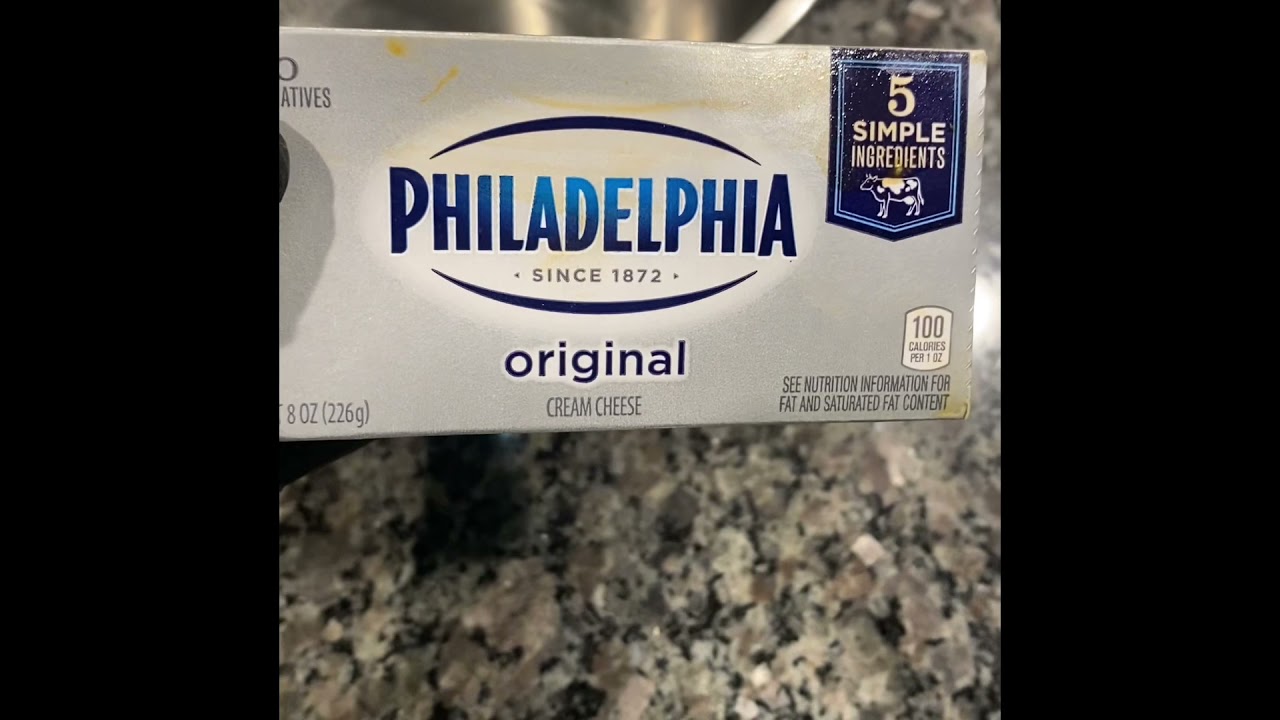 O
ATIVES
5
SIMPLE
INGREDIENTS
PHILADELPHIA
SINCE 1872
original
CREAM CHEESE
100
CALORIES
PER 1 OZ
SEE NUTRITION INFORMATION FOR
FAT AND SATURATED FAT CONTENT
8 OZ (226g)